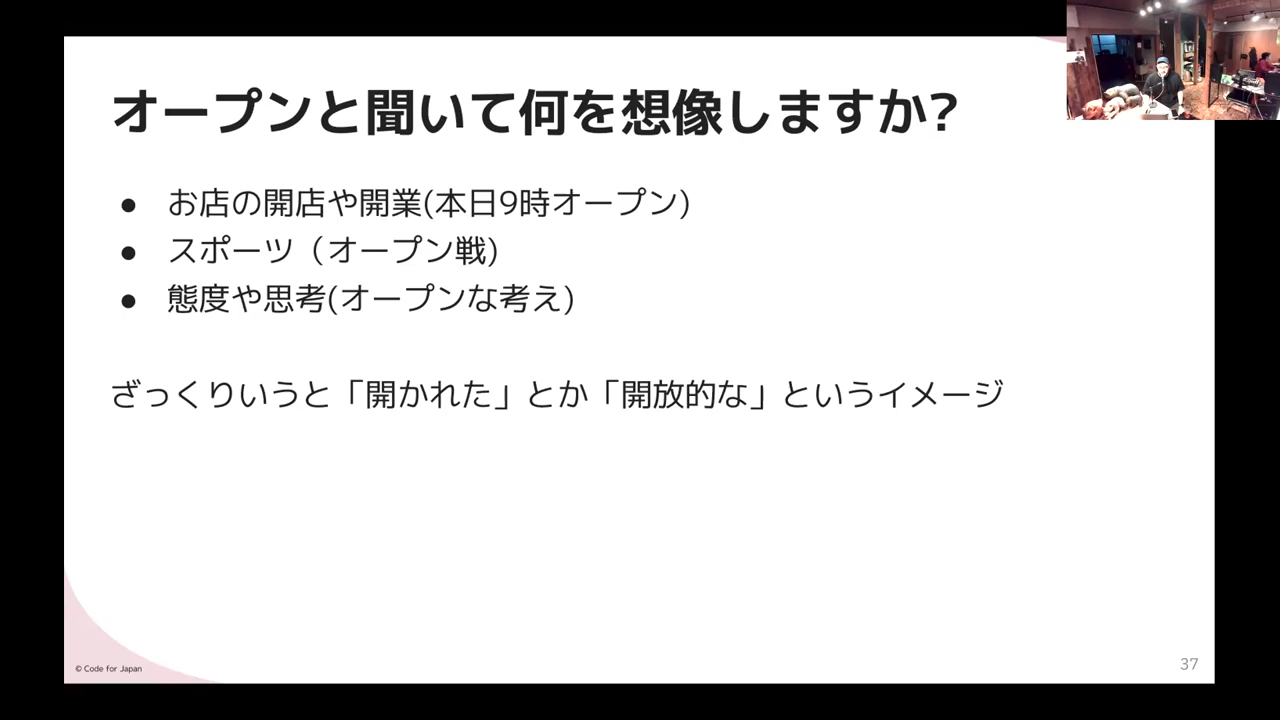 オープンと聞いて何を想像しますか?
● お店の開店や開業(本日9時オープン)
● スポーツ（オープン戦)
● 態度や思考(オープンな考え)
ざっくりいうと「開かれた」とか「開放的な」というイメージ
© Code for Japan
37